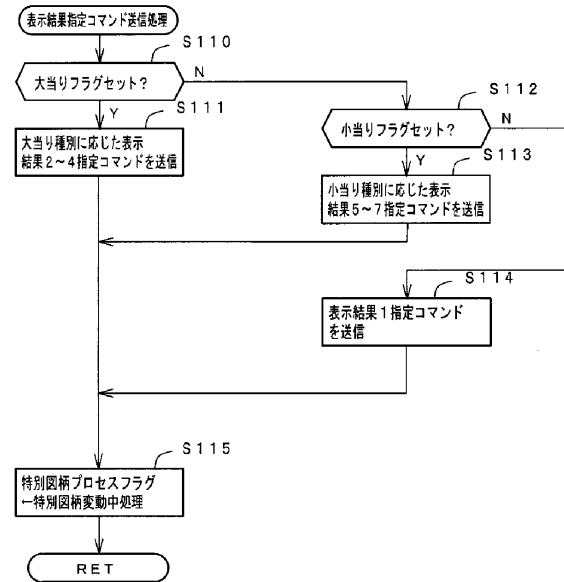 表示結果指定コマンド送信処理
S110
大当りフラグセット?
N
Y
S111
大当り種別に応じた表示
結果2~4指定コマンドを送信
S112
小当りフラグセット?
N
Y
S113
小当り種別に応じた表示
結果5~7指定コマンドを送信
S114
表示結果1指定コマンド
を送信
S115
特別図柄プロセスフラグ
←特別図柄変動中処理
RET